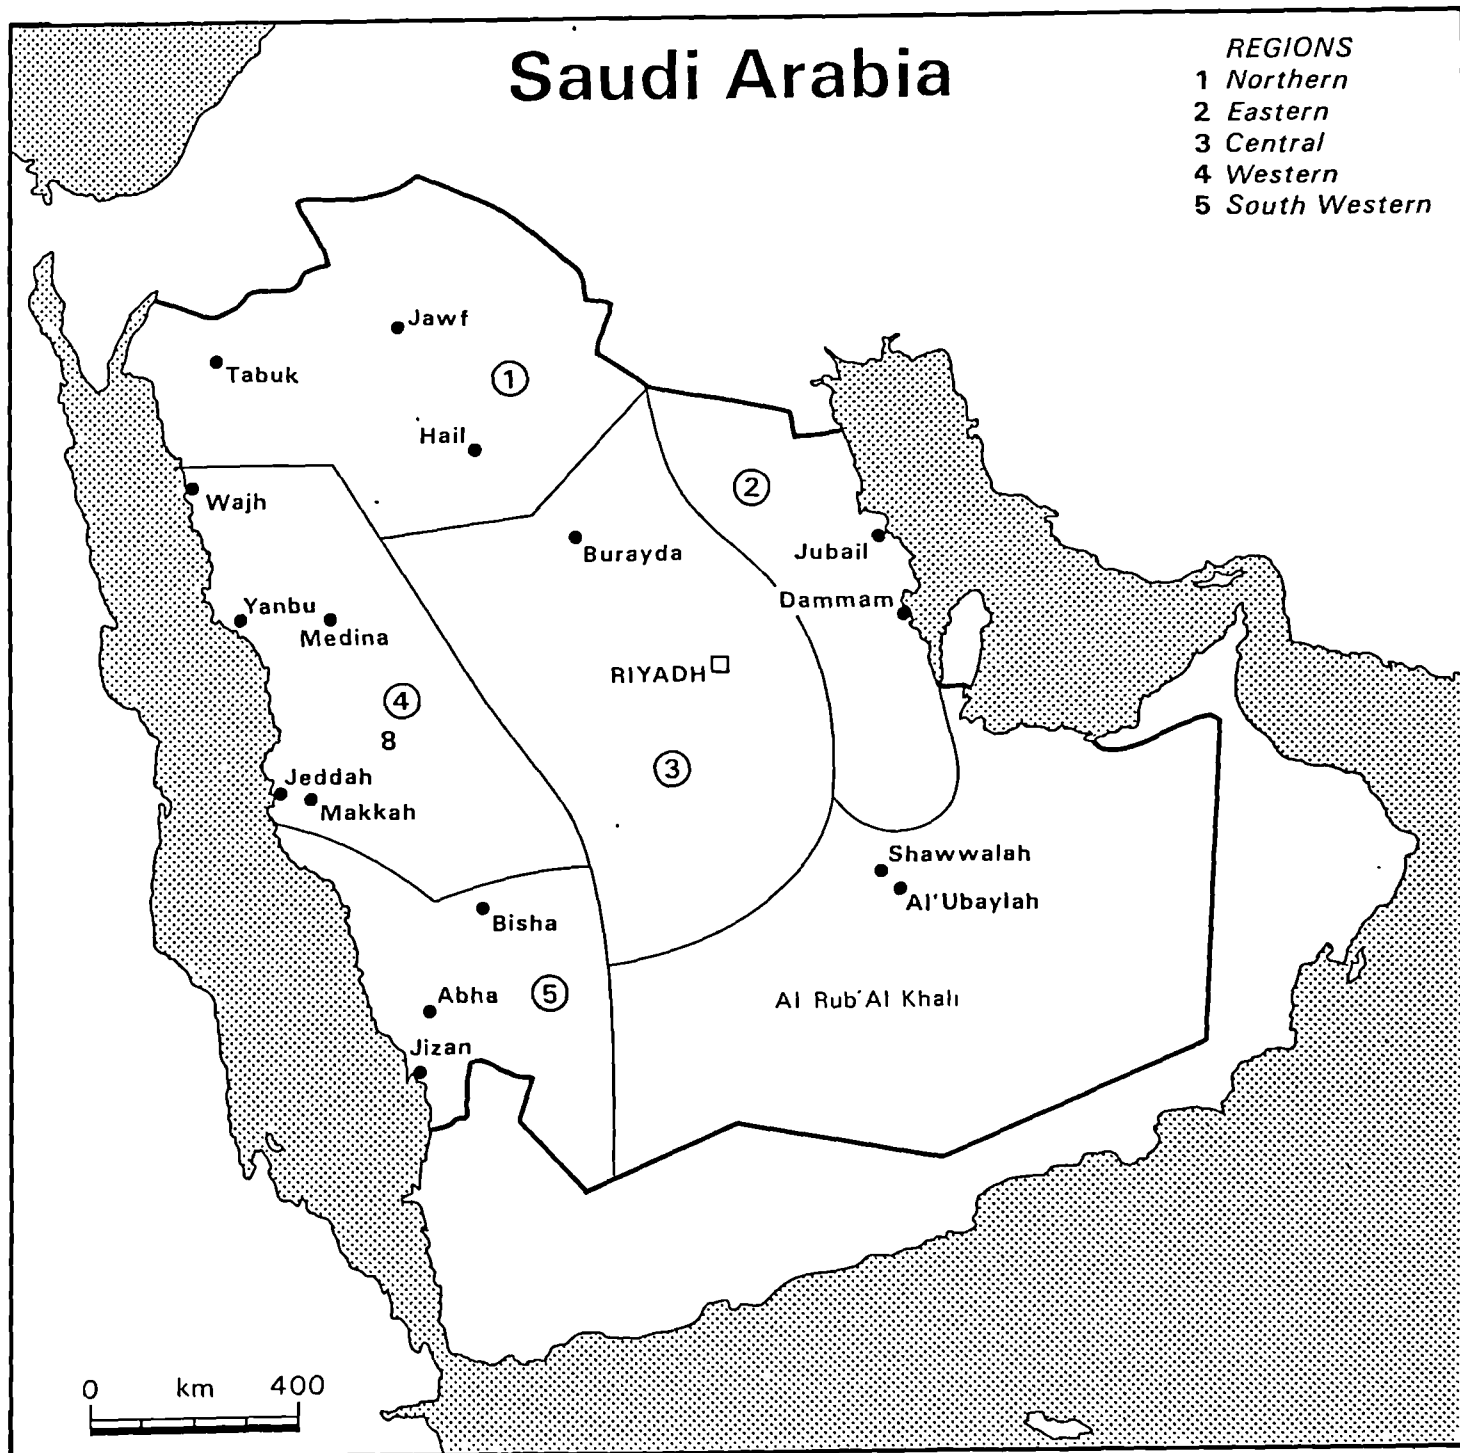 Saudi Arabia
REGIONS
1 Northern
2 Eastern
3 Central
4 Western
5 South Western
Jawf
Tabuk
1
Hail
Wajh
2
Burayda
Jubail
Dammam
Yanbu
Medina
RIYADH
4
8
3
Jeddah
Makkah
Shawwalah
Al'Ubaylah
Bisha
Abha
5
Al Rub'Al Khali
Jizan
0 km 400